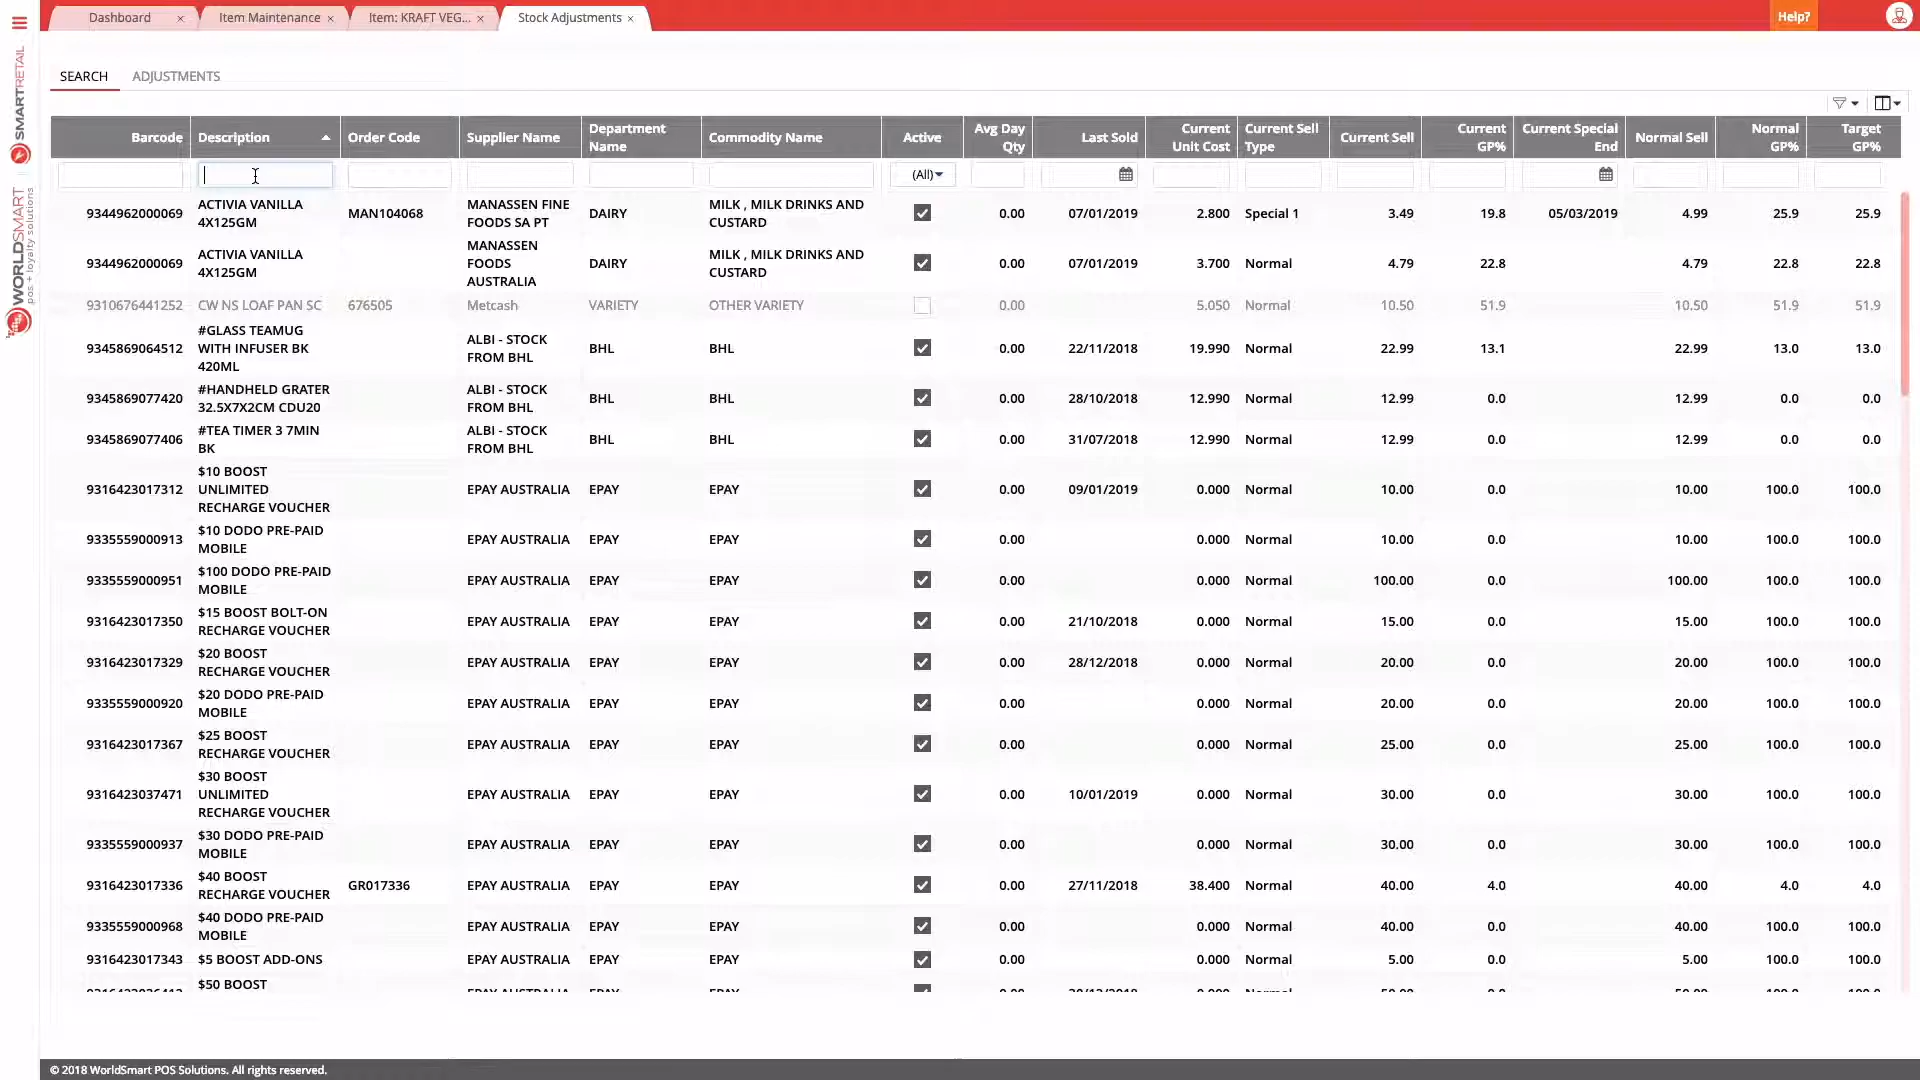 Dashboard × Item Maintenance × Item: KRAFT VEG... × Stock Adjustments × Help?
SMARTRETAIL
WORLDSMART
pos + loyalty solutions
SEARCH ADJUSTMENTS
Barcode Description Order Code Supplier Name Department Name Commodity Name Active Avg Day Qty Last Sold Current Unit Cost Current Sell Type Current Sell Current GP% Current Special End Normal Sell Normal GP% Target GP%
(All)
9344962000069 ACTIVIA VANILLA 4X125GM MAN104068 MANASSEN FINE FOODS SA PT DAIRY MILK , MILK DRINKS AND CUSTARD 0.00 07/01/2019 2.800 Special 1 3.49 19.8 05/03/2019 4.99 25.9 25.9
9344962000069 ACTIVIA VANILLA 4X125GM MANASSEN FOODS AUSTRALIA DAIRY MILK , MILK DRINKS AND CUSTARD 0.00 07/01/2019 3.700 Normal 4.79 22.8 4.79 22.8 22.8
9310676441252 CW NS LOAF PAN SC 676505 Metcash VARIETY OTHER VARIETY 0.00 5.050 Normal 10.50 51.9 10.50 51.9 51.9
9345869064512 #GLASS TEAMUG WITH INFUSER BK 420ML ALBI - STOCK FROM BHL BHL BHL 0.00 22/11/2018 19.990 Normal 22.99 13.1 22.99 13.0 13.0
9345869077420 #HANDHELD GRATER 32.5X7X2CM CDU20 ALBI - STOCK FROM BHL BHL BHL 0.00 28/10/2018 12.990 Normal 12.99 0.0 12.99 0.0 0.0
9345869077406 #TEA TIMER 3 7MIN BK ALBI - STOCK FROM BHL BHL BHL 0.00 31/07/2018 12.990 Normal 12.99 0.0 12.99 0.0 0.0
9316423017312 $10 BOOST UNLIMITED RECHARGE VOUCHER EPAY AUSTRALIA EPAY EPAY 0.00 09/01/2019 0.000 Normal 10.00 0.0 10.00 100.0 100.0
9335559000913 $10 DODO PRE-PAID MOBILE EPAY AUSTRALIA EPAY EPAY 0.00 0.000 Normal 10.00 0.0 10.00 100.0 100.0
9335559000951 $100 DODO PRE-PAID MOBILE EPAY AUSTRALIA EPAY EPAY 0.00 0.000 Normal 100.00 0.0 100.00 100.0 100.0
9316423017350 $15 BOOST BOLT-ON RECHARGE VOUCHER EPAY AUSTRALIA EPAY EPAY 0.00 21/10/2018 0.000 Normal 15.00 0.0 15.00 100.0 100.0
9316423017329 $20 BOOST RECHARGE VOUCHER EPAY AUSTRALIA EPAY EPAY 0.00 28/12/2018 0.000 Normal 20.00 0.0 20.00 100.0 100.0
9335559000920 $20 DODO PRE-PAID MOBILE EPAY AUSTRALIA EPAY EPAY 0.00 0.000 Normal 20.00 0.0 20.00 100.0 100.0
9316423017367 $25 BOOST RECHARGE VOUCHER EPAY AUSTRALIA EPAY EPAY 0.00 0.000 Normal 25.00 0.0 25.00 100.0 100.0
9316423037471 $30 BOOST UNLIMITED RECHARGE VOUCHER EPAY AUSTRALIA EPAY EPAY 0.00 10/01/2019 0.000 Normal 30.00 0.0 30.00 100.0 100.0
9335559000937 $30 DODO PRE-PAID MOBILE EPAY AUSTRALIA EPAY EPAY 0.00 0.000 Normal 30.00 0.0 30.00 100.0 100.0
9316423017336 $40 BOOST RECHARGE VOUCHER GR017336 EPAY AUSTRALIA EPAY EPAY 0.00 27/11/2018 38.400 Normal 40.00 4.0 40.00 4.0 4.0
9335559000968 $40 DODO PRE-PAID MOBILE EPAY AUSTRALIA EPAY EPAY 0.00 0.000 Normal 40.00 0.0 40.00 100.0 100.0
9316423017343 $5 BOOST ADD-ONS EPAY AUSTRALIA EPAY EPAY 0.00 0.000 Normal 5.00 0.0 5.00 100.0 100.0
$50 BOOST
© 2018 WorldSmart POS Solutions. All rights reserved.